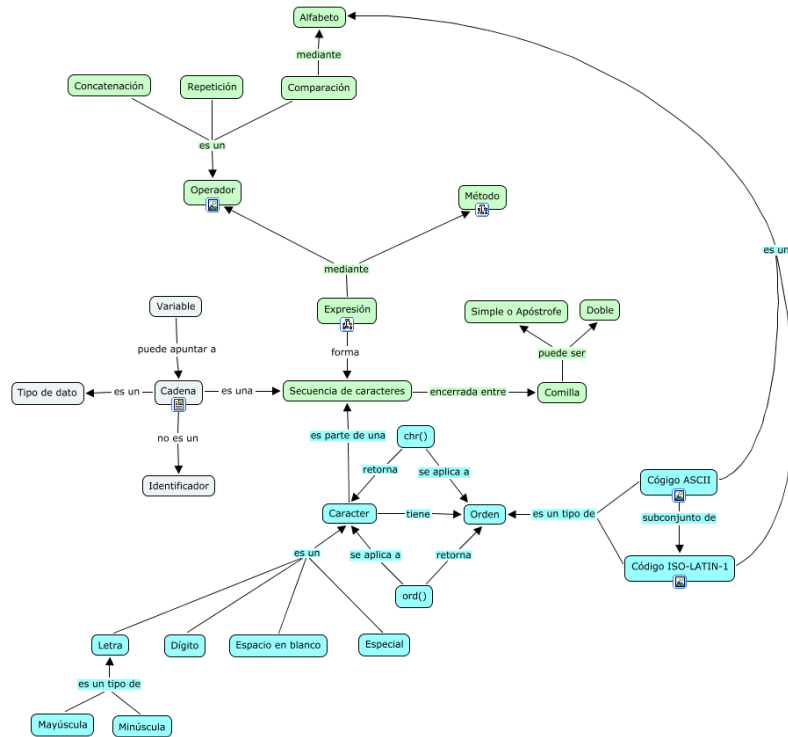 Alfabeto
mediante
Concatenación
Repetición
Comparación
es un
Operador
Método
es un
mediante
Variable
Expresión
Simple o Apóstrofe
Doble
puede apuntar a
forma
puede ser
Tipo de dato
es un
Cadena
es una
Secuencia de caracteres
encerrada entre
Comilla
no es un
es parte de una
chr()
retorna
se aplica a
Identificador
Cógigo ASCII
Caracter
tiene
Orden
es un tipo de
subconjunto de
es un
se aplica a
retorna
Código ISO-LATIN-1
ord()
Letra
Dígito
Espacio en blanco
Especial
es un tipo de
Mayúscula
Minúscula